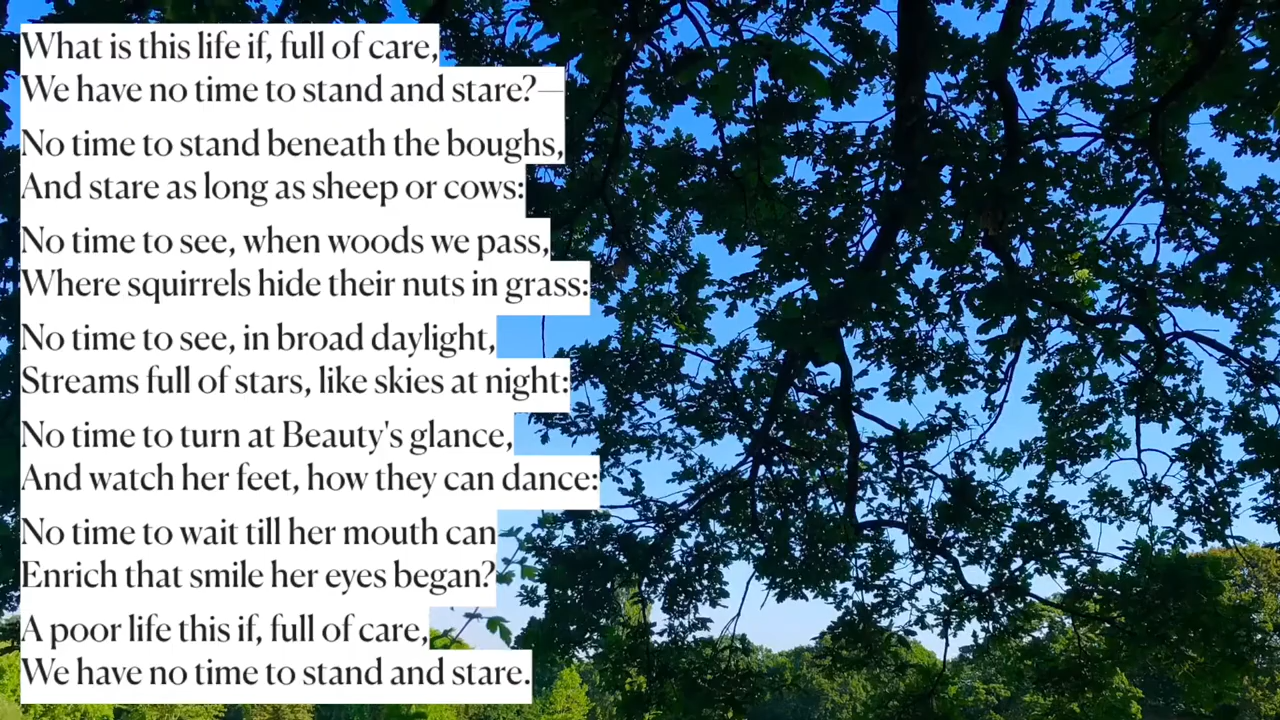 What is this life if, full of care,
We have no time to stand and stare?—
No time to stand beneath the boughs,
And stare as long as sheep or cows:
No time to see, when woods we pass,
Where squirrels hide their nuts in grass:
No time to see, in broad daylight,
Streams full of stars, like skies at night:
No time to turn at Beauty's glance,
And watch her feet, how they can dance:
No time to wait till her mouth can
Enrich that smile her eyes began?
A poor life this if, full of care,
We have no time to stand and stare.